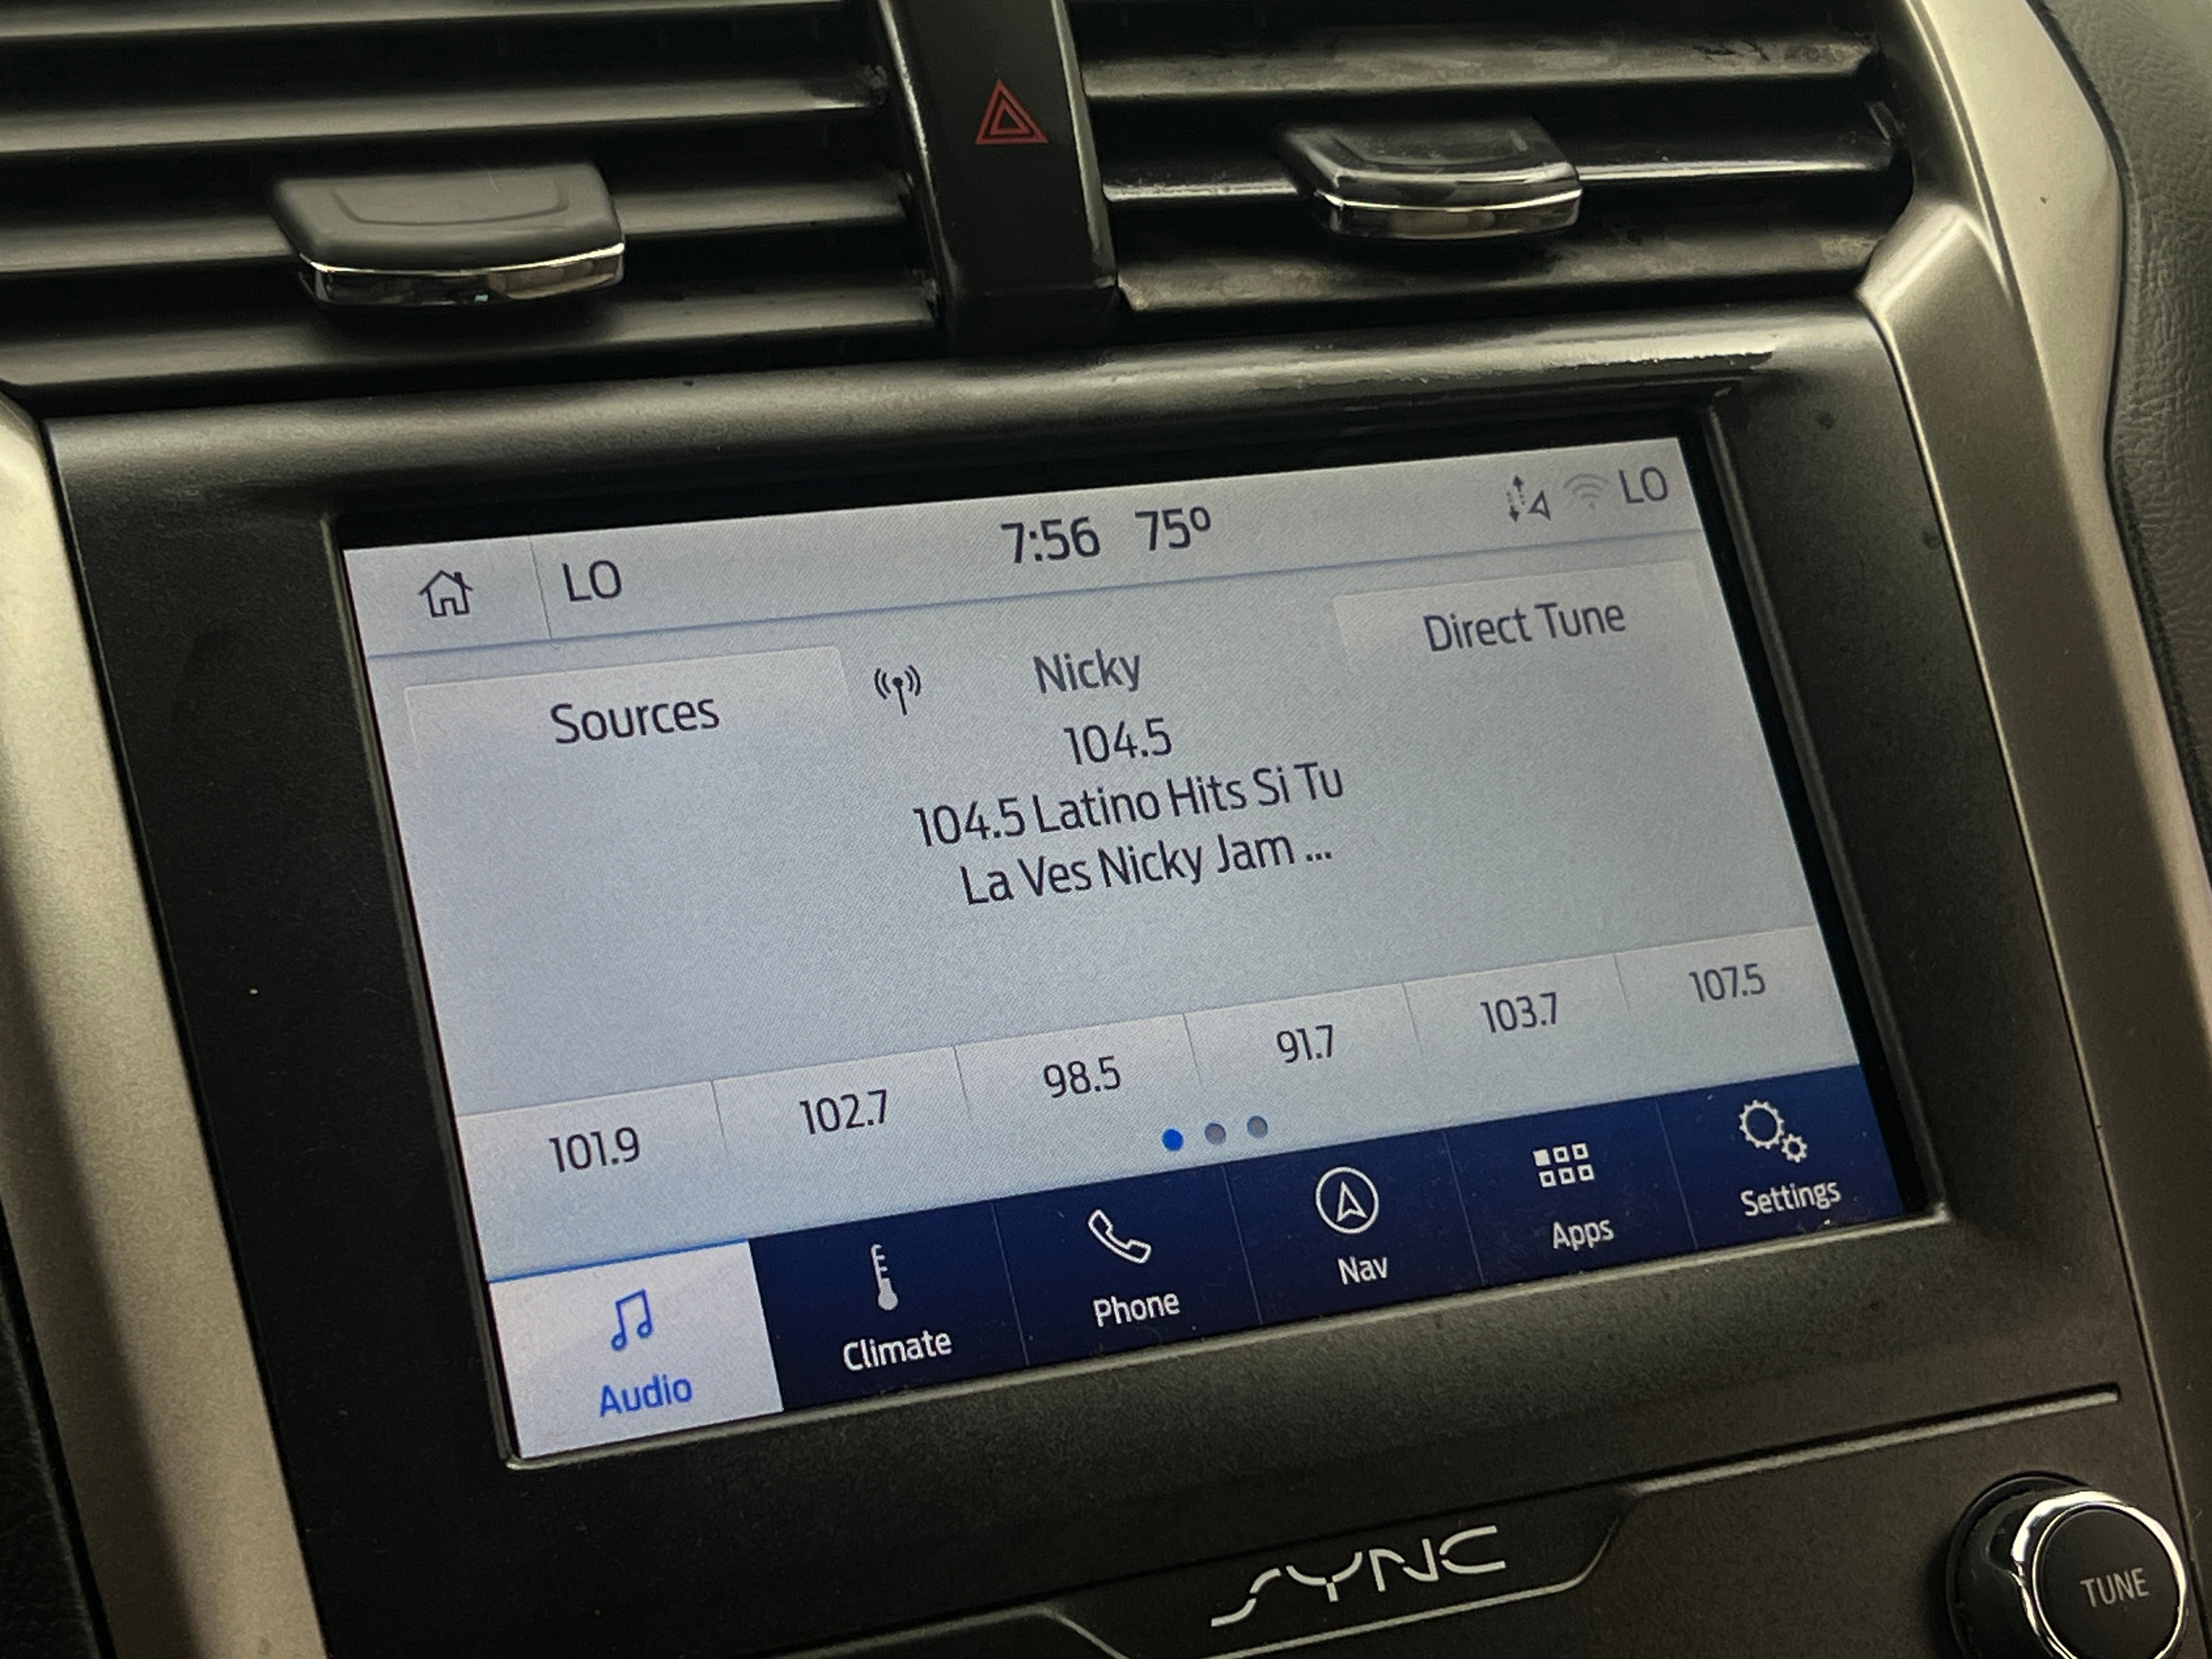 LO 7:56 75º LO
Sources Nicky Direct Tune
104.5
104.5 Latino Hits Si Tu
La Ves Nicky Jam ...
101.9 102.7 98.5 91.7 103.7 107.5
Audio Climate Phone Nav Apps Settings
SYNC
TUNE